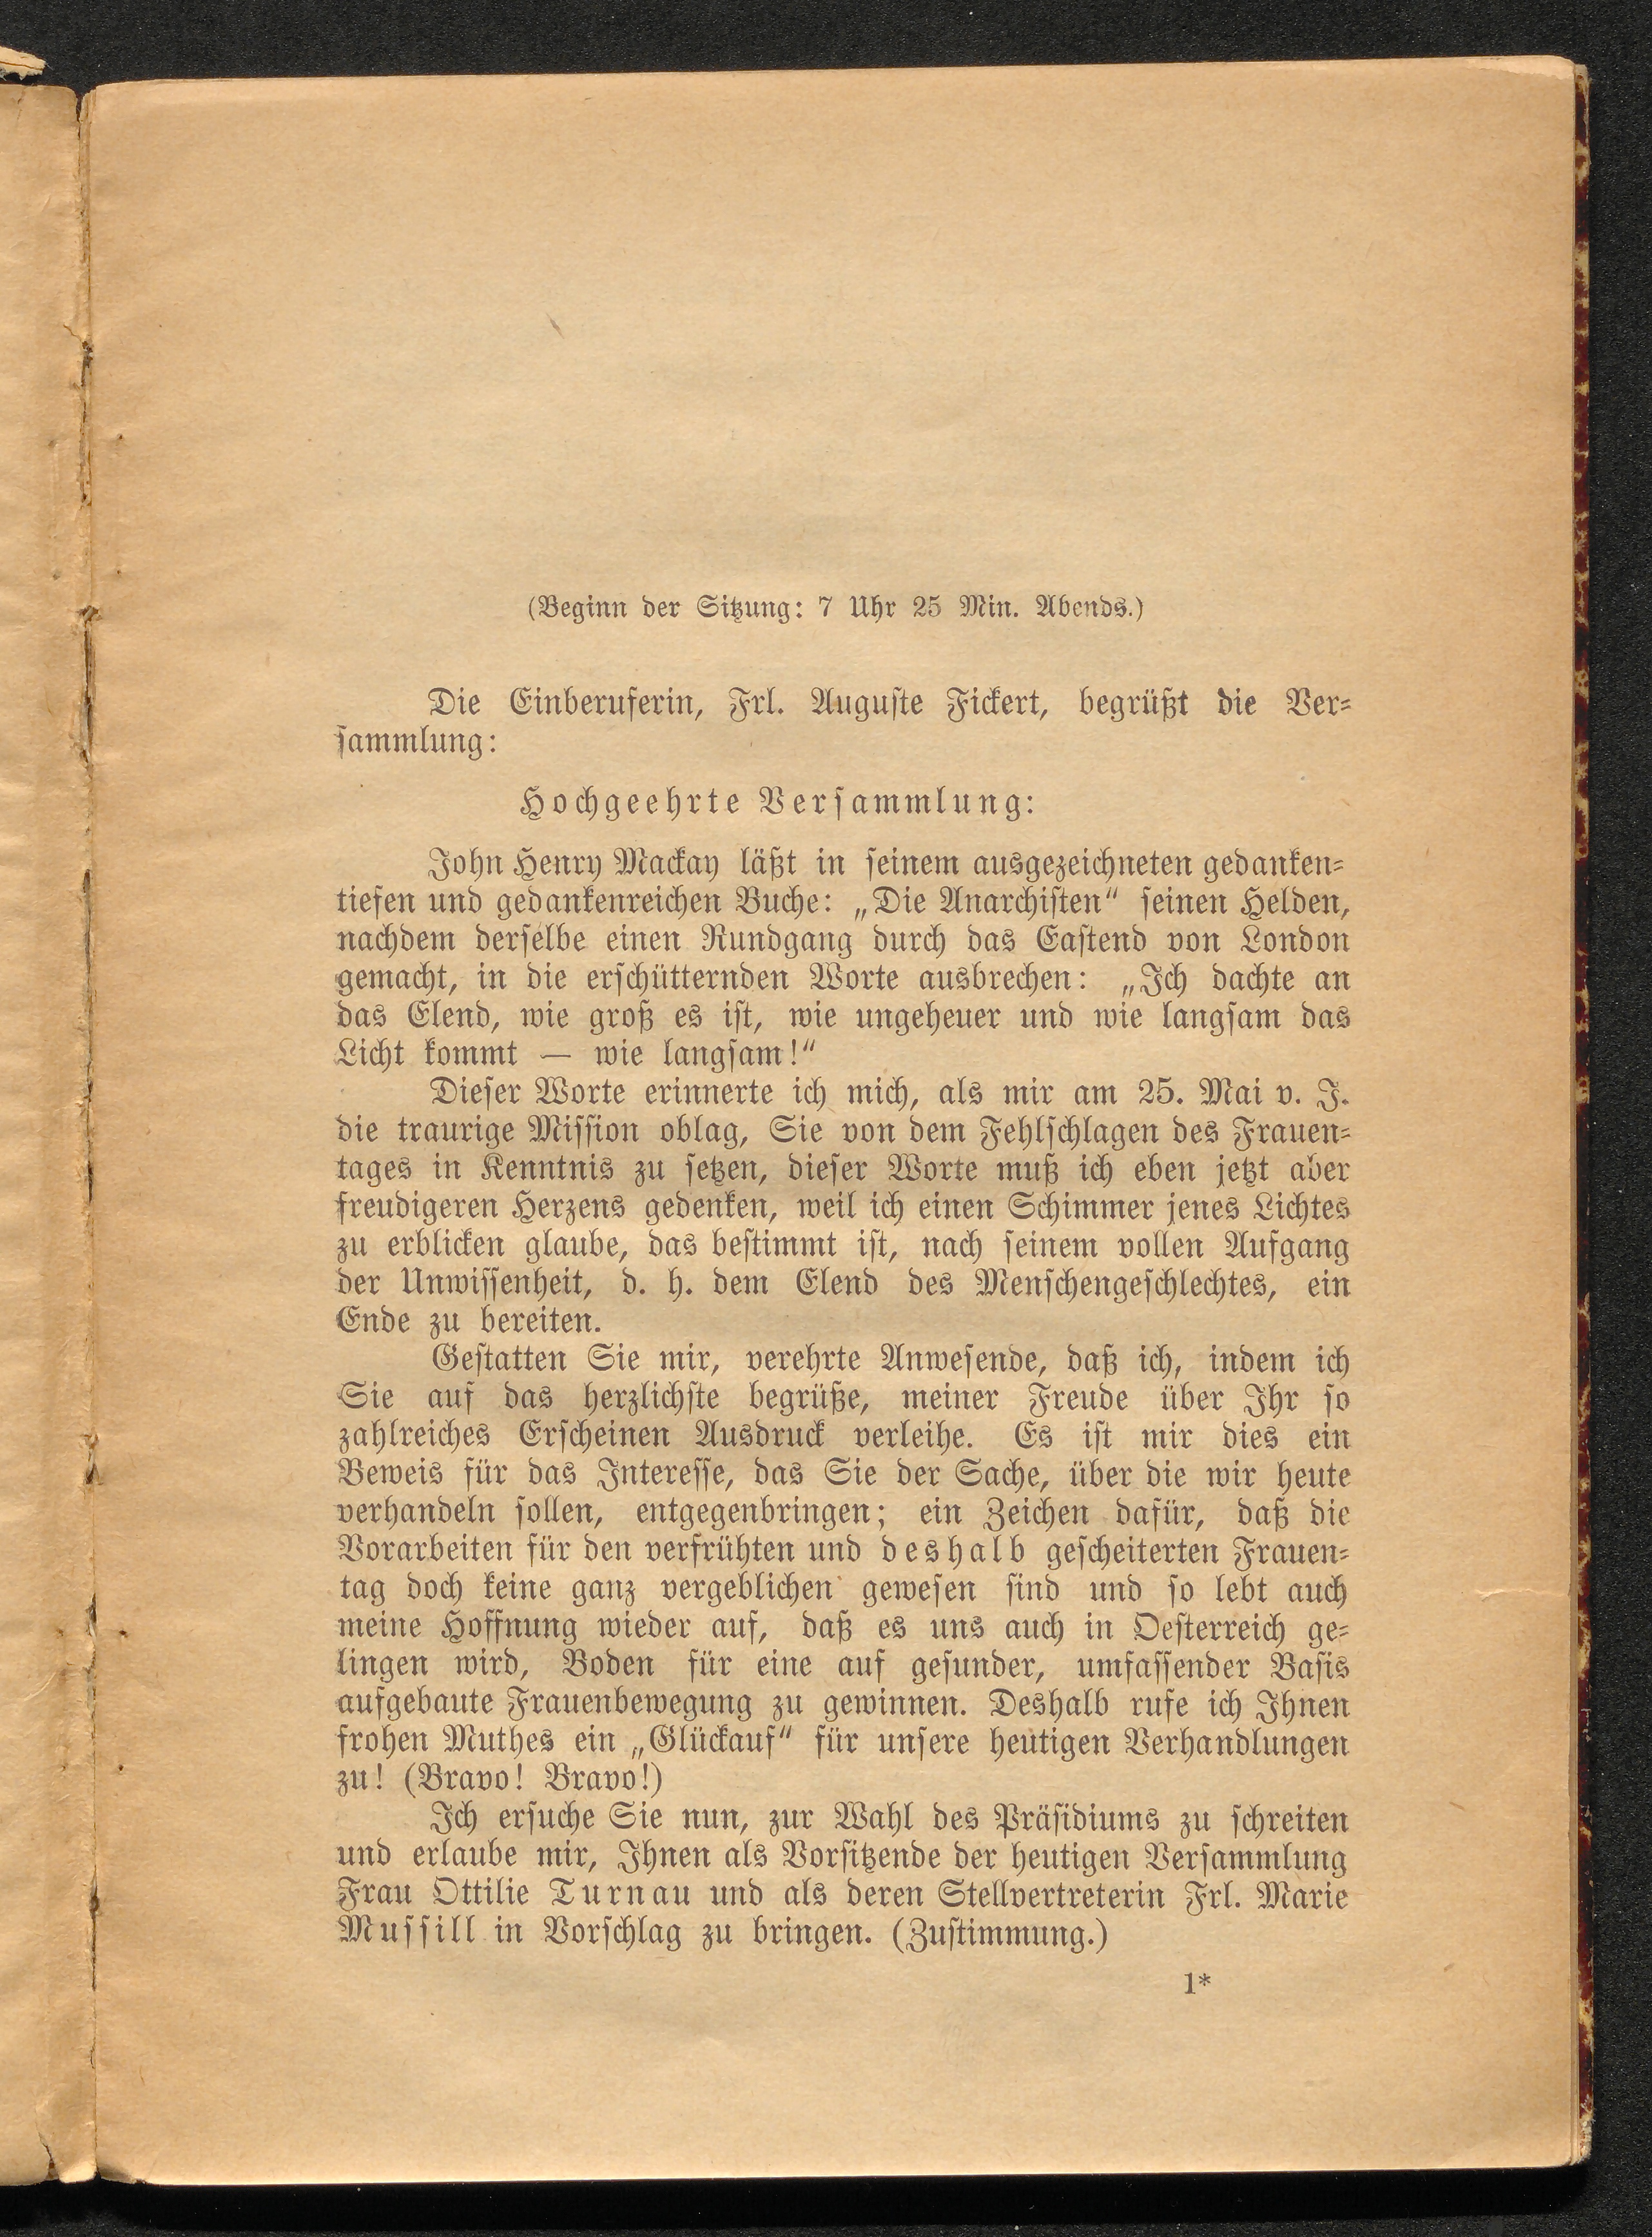 (Beginn der Sitzung: 7 Uhr 25 Min. Abends.)
Die Einberuferin, Frl. Auguste Fickert, begrüßt die Ver-
sammlung:
Hochgeehrte Versammlung:
John Henry Mackay läßt in seinem ausgezeichneten gedanken-
tiefen und gedankenreichen Buche: „Die Anarchisten“ seinen Helden,
nachdem derselbe einen Rundgang durch das Eastend von London
gemacht, in die erschütternden Worte ausbrechen: „Ich dachte an
das Elend, wie groß es ist, wie ungeheuer und wie langsam das
Licht kommt — wie langsam!“
Dieser Worte erinnerte ich mich, als mir am 25. Mai v. J.
die traurige Mission oblag, Sie von dem Fehlschlagen des Frauen-
tages in Kenntnis zu setzen, dieser Worte muß ich eben jetzt aber
freudigeren Herzens gedenken, weil ich einen Schimmer jenes Lichtes
zu erblicken glaube, das bestimmt ist, nach seinem vollen Aufgang
der Unwissenheit, d. h. dem Elend des Menschengeschlechtes, ein
Ende zu bereiten.
Gestatten Sie mir, verehrte Anwesende, daß ich, indem ich
Sie auf das herzlichste begrüße, meiner Freude über Ihr so
zahlreiches Erscheinen Ausdruck verleihe. Es ist mir dies ein
Beweis für das Interesse, das Sie der Sache, über die wir heute
verhandeln sollen, entgegenbringen; ein Zeichen dafür, daß die
Vorarbeiten für den verfrühten und deshalb gescheiterten Frauen-
tag doch keine ganz vergeblichen gewesen sind und so lebt auch
meine Hoffnung wieder auf, daß es uns auch in Oesterreich ge-
lingen wird, Boden für eine auf gesunder, umfassender Basis
aufgebaute Frauenbewegung zu gewinnen. Deshalb rufe ich Ihnen
frohen Muthes ein „Glückauf“ für unsere heutigen Verhandlungen
zu! (Bravo! Bravo!)
Ich ersuche Sie nun, zur Wahl des Präsidiums zu schreiten
und erlaube mir, Ihnen als Vorsitzende der heutigen Versammlung
Frau Ottilie Turnau und als deren Stellvertreterin Frl. Marie
Mussill in Vorschlag zu bringen. (Zustimmung.)
1*